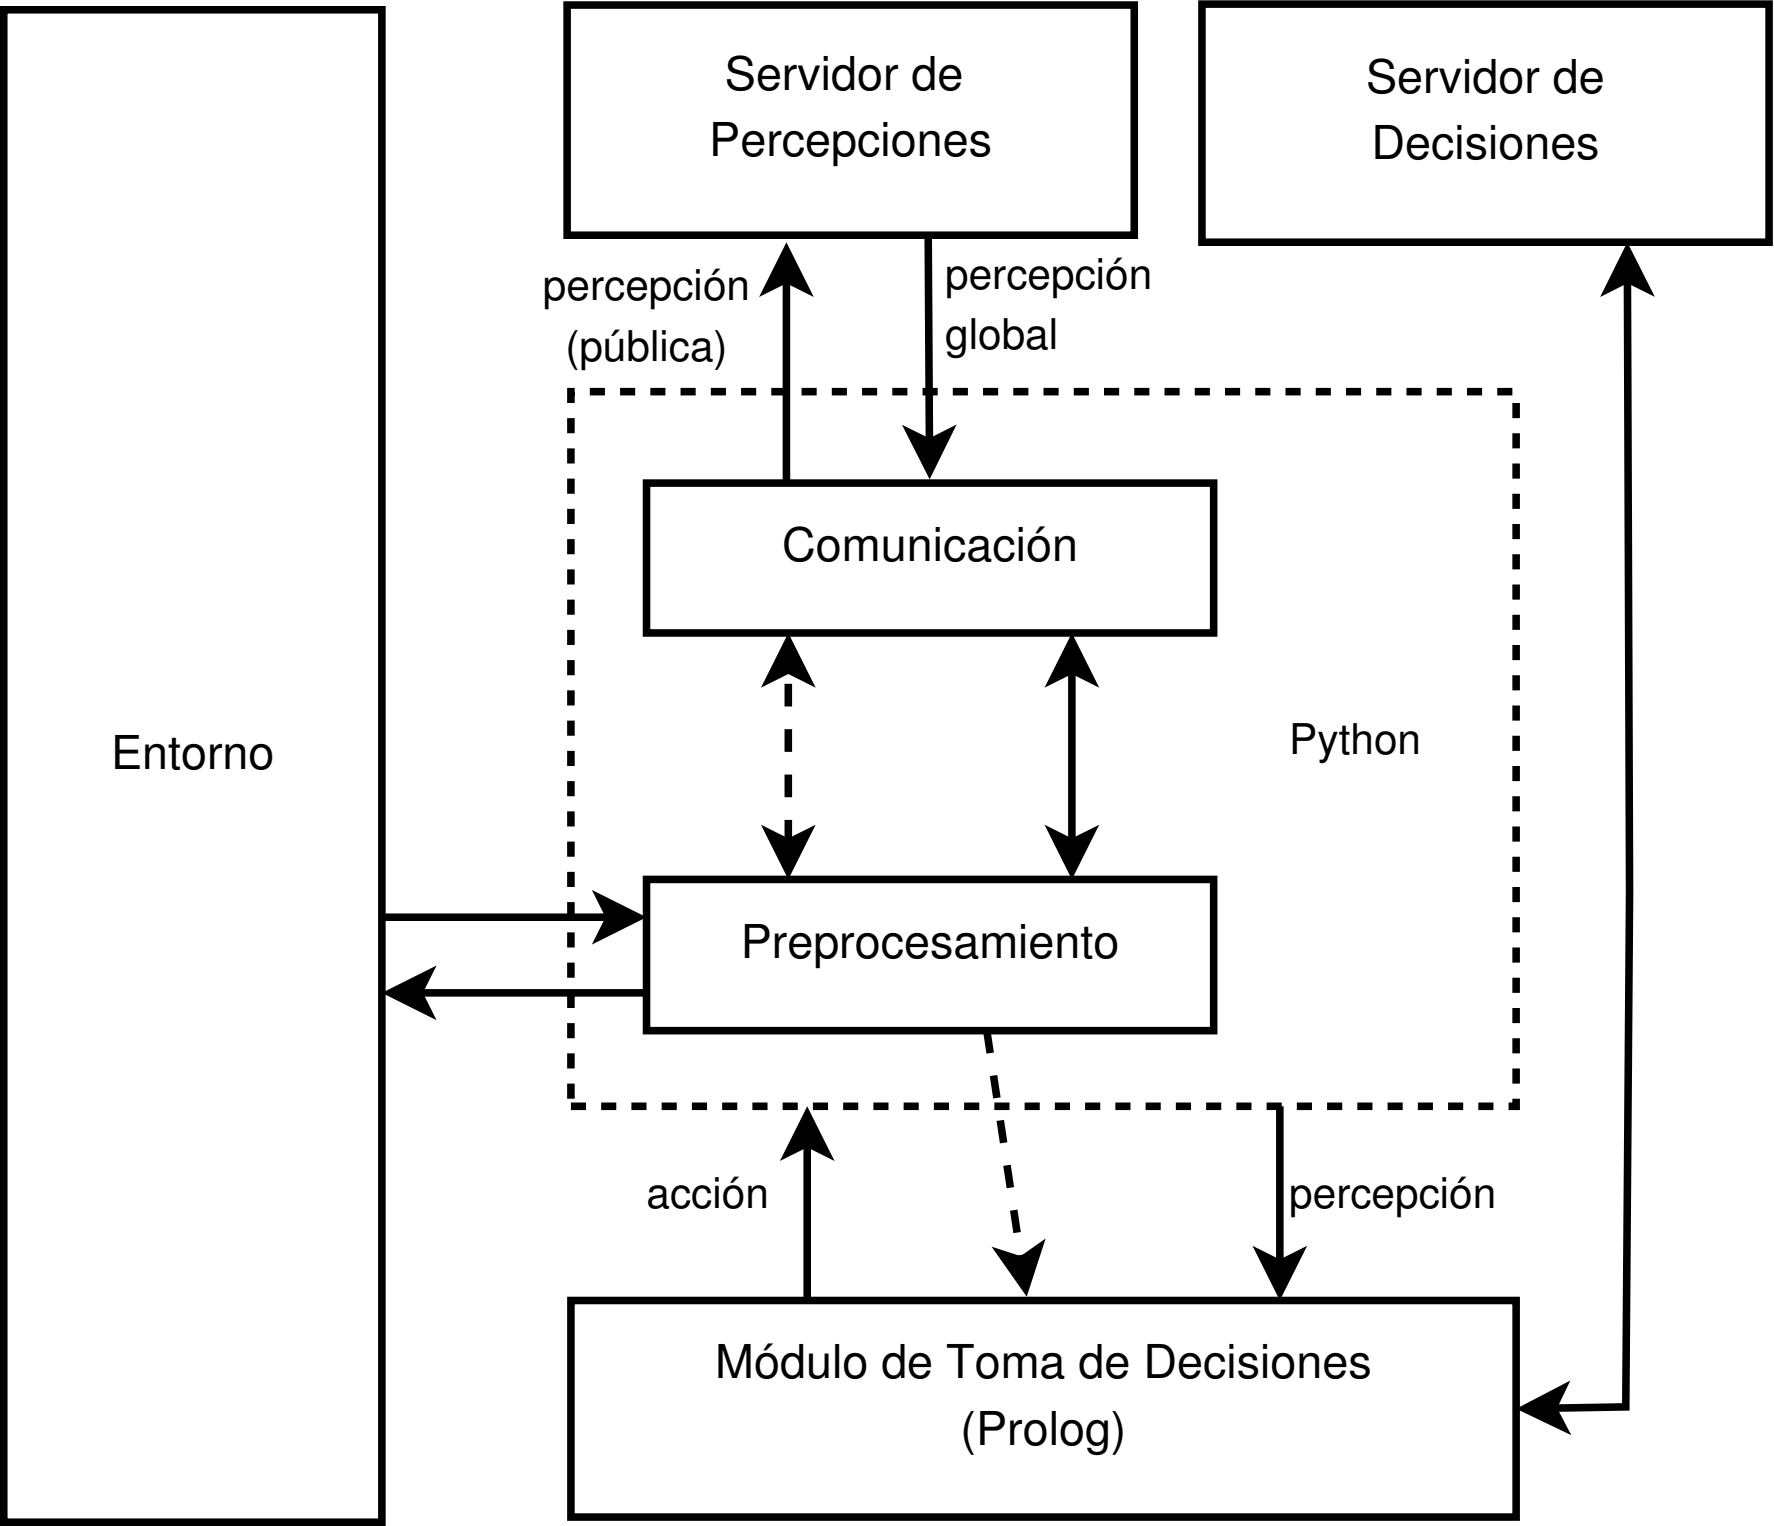 Servidor de
Percepciones
Servidor de
Decisiones
percepción
(pública)
percepción
global
Comunicación
Python
Entorno
Preprocesamiento
acción
percepción
Módulo de Toma de Decisiones
(Prolog)